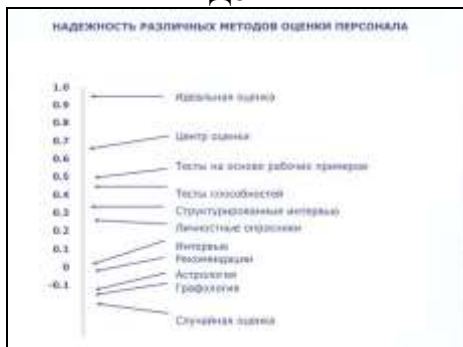 НАДЕЖНОСТЬ РАЗЛИЧНЫХ МЕТОДОВ ОЦЕНКИ ПЕРСОНАЛА
1.0
0.9
0.8
0.7
0.6
0.5
0.4
0.3
0.2
0.1
0
-0.1
Идеальная оценка
Центр оценки
Тесты на основе рабочих примеров
Тесты способностей
Структурированные интервью
Личностные опросники
Интервью
Рекомендации
Астрология
Графология
Случайная оценка